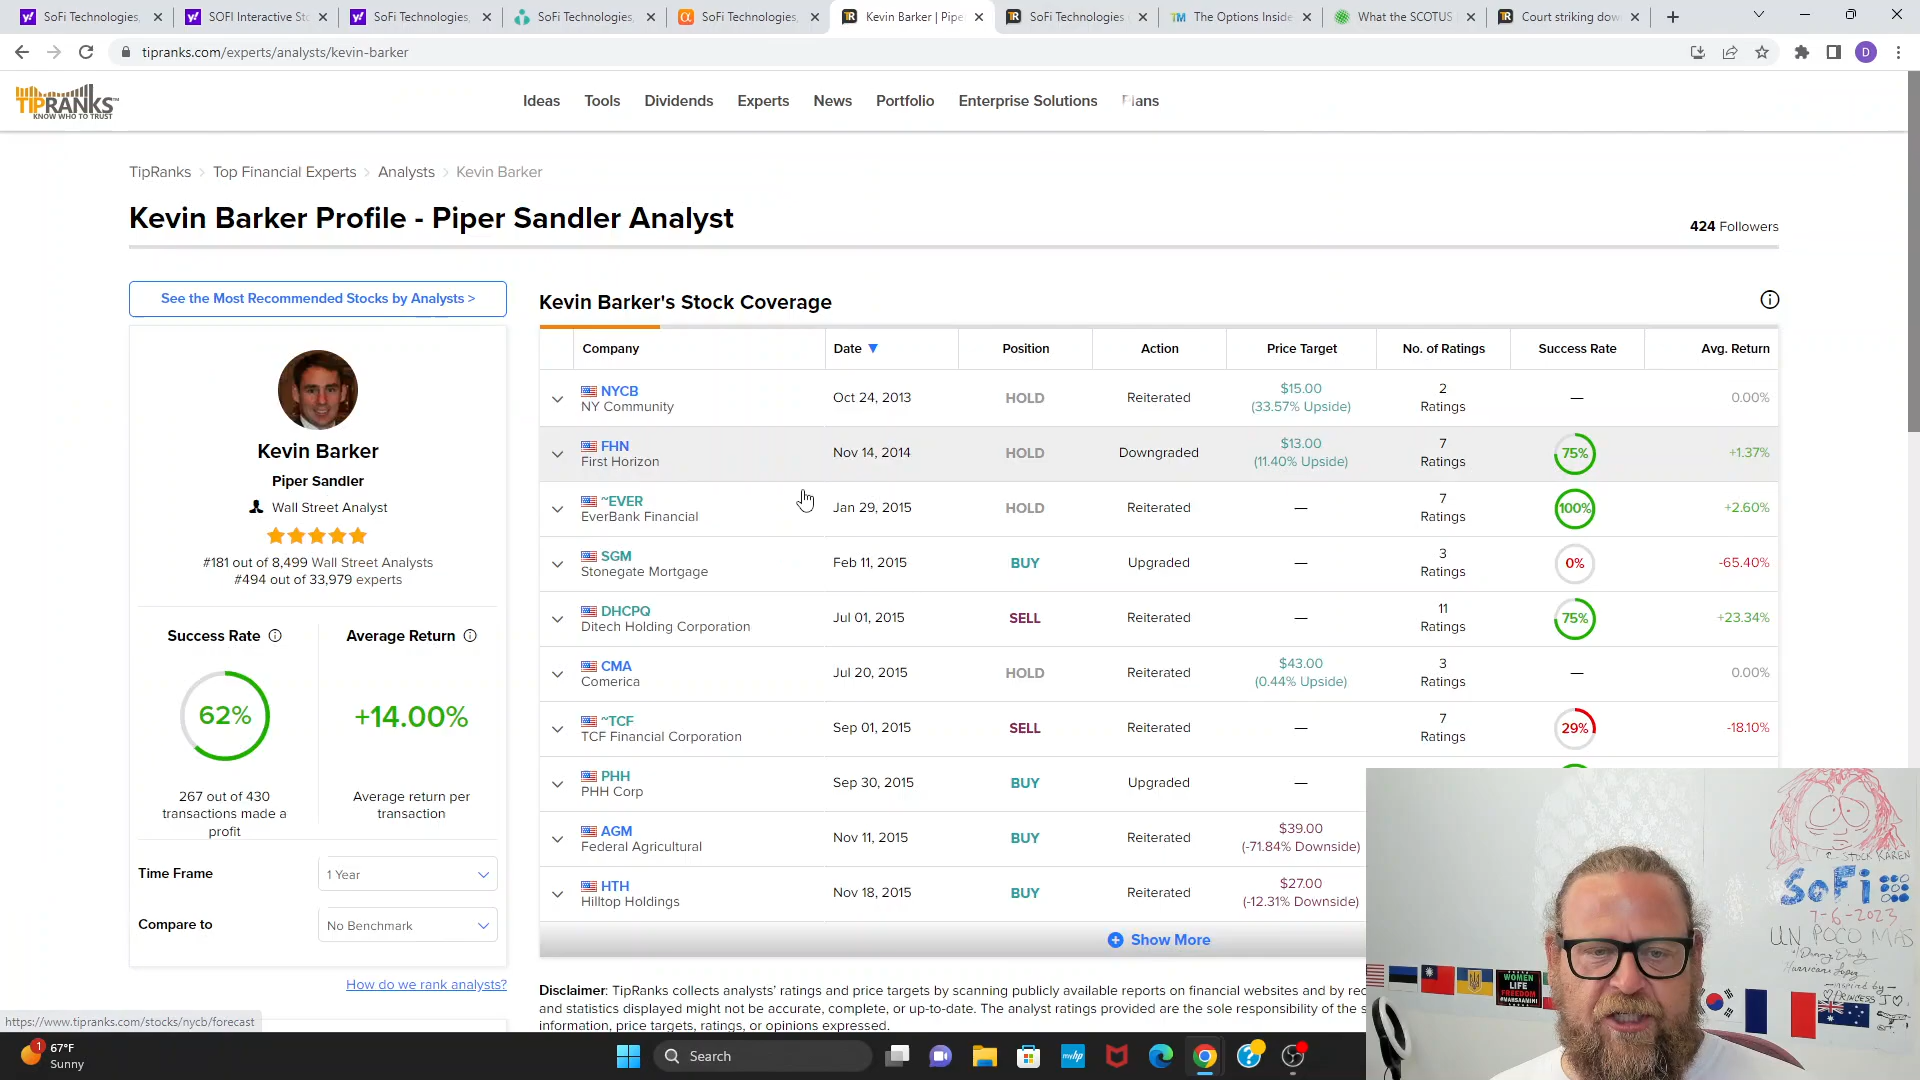 SoFi Technologies,
SOFI Interactive St
SoFi Technologies,
SoFi Technologies,
SoFi Technologies,
Kevin Barker | Pipe
SoFi Technologies
The Options Inside
What the SCOTUS
Court striking dow
tipranks.com/experts/analysts/kevin-barker
D
TIPRANKS
KNOW WHO TO TRUST
Ideas
Tools
Dividends
Experts
News
Portfolio
Enterprise Solutions
Plans
TipRanks > Top Financial Experts > Analysts > Kevin Barker
Kevin Barker Profile - Piper Sandler Analyst
424 Followers
See the Most Recommended Stocks by Analysts >
Kevin Barker
Piper Sandler
Wall Street Analyst
#181 out of 8,499 Wall Street Analysts
#494 out of 33,979 experts
Success Rate
Average Return
62%
+14.00%
267 out of 430
transactions made a
profit
Average return per
transaction
Time Frame
1 Year
Compare to
No Benchmark
How do we rank analysts?
Kevin Barker's Stock Coverage
Company Date Position Action Price Target No. of Ratings Success Rate Avg. Return
NYCB
NY Community
Oct 24, 2013
HOLD
Reiterated
$15.00
(33.57% Upside)
2
Ratings
—
0.00%
FHN
First Horizon
Nov 14, 2014
HOLD
Downgraded
$13.00
(11.40% Upside)
7
Ratings
75%
+1.37%
~EVER
EverBank Financial
Jan 29, 2015
HOLD
Reiterated
—
7
Ratings
100%
+2.60%
SGM
Stonegate Mortgage
Feb 11, 2015
BUY
Upgraded
—
3
Ratings
0%
-65.40%
DHCPQ
Ditech Holding Corporation
Jul 01, 2015
SELL
Reiterated
—
11
Ratings
75%
+23.34%
CMA
Comerica
Jul 20, 2015
HOLD
Reiterated
$43.00
(0.44% Upside)
3
Ratings
—
0.00%
~TCF
TCF Financial Corporation
Sep 01, 2015
SELL
Reiterated
—
7
Ratings
29%
-18.10%
PHH
PHH Corp
Sep 30, 2015
BUY
Upgraded
—
AGM
Federal Agricultural
Nov 11, 2015
BUY
Reiterated
$39.00
(-71.84% Downside)
HTH
Hilltop Holdings
Nov 18, 2015
BUY
Reiterated
$27.00
(-12.31% Downside)
Show More
Disclaimer: TipRanks collects analysts' ratings and price targets by scanning publicly available reports on financial websites and by rec
and statistics displayed might not be accurate, complete, or up-to-date. The analyst ratings provided are the sole responsibility of the s
information, price targets, ratings, or opinions expressed.
STOCK KAREN
SoFi
7-6-2023
UN POCO MAS
PRINCESS JO
WOMEN
LIFE
FREEDOM
https://www.tipranks.com/stocks/nycb/forecast
1
67°F
Sunny
Search
myhp